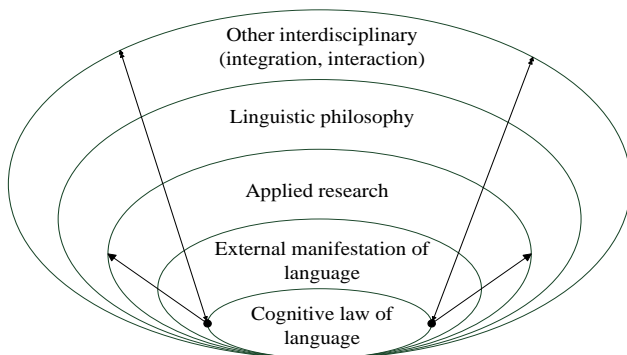 Other interdisciplinary
(integration, interaction)
Linguistic philosophy
Applied research
External manifestation of
language
Cognitive law of
language